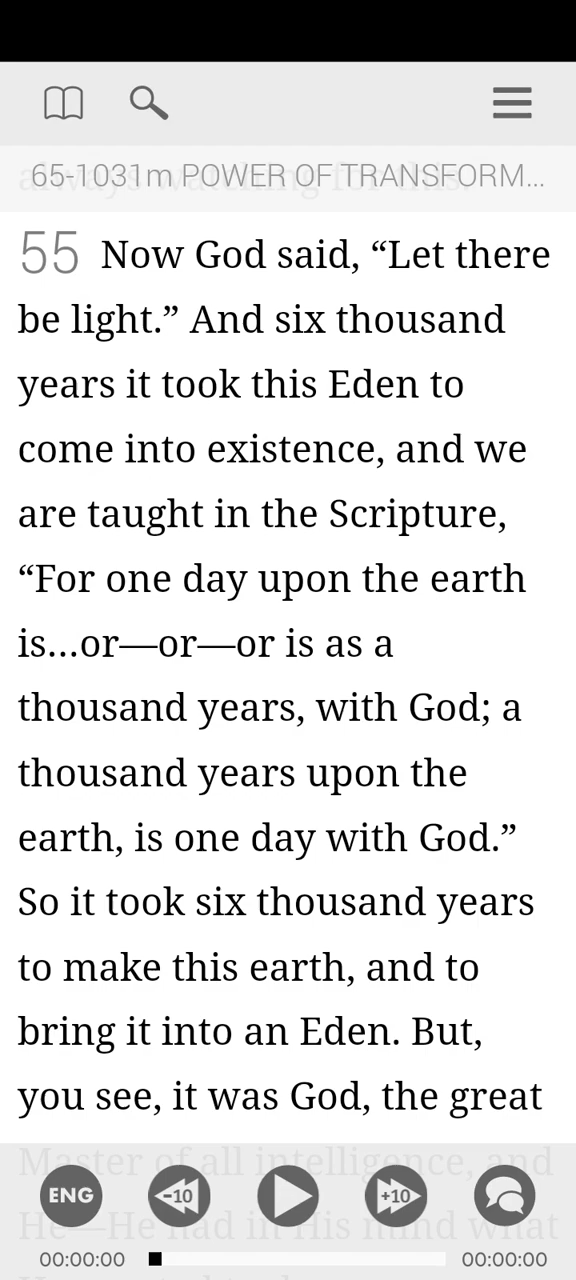 always watching for this.
65-1031m POWER OF TRANSFORM...
55 Now God said, “Let there
be light.” And six thousand
years it took this Eden to
come into existence, and we
are taught in the Scripture,
“For one day upon the earth
is...or—or—or is as a
thousand years, with God; a
thousand years upon the
earth, is one day with God.”
So it took six thousand years
to make this earth, and to
bring it into an Eden. But,
you see, it was God, the great
Master of all intelligence, and
ENG -10 +10
He—He had in His mind what
00:00:00 00:00:00